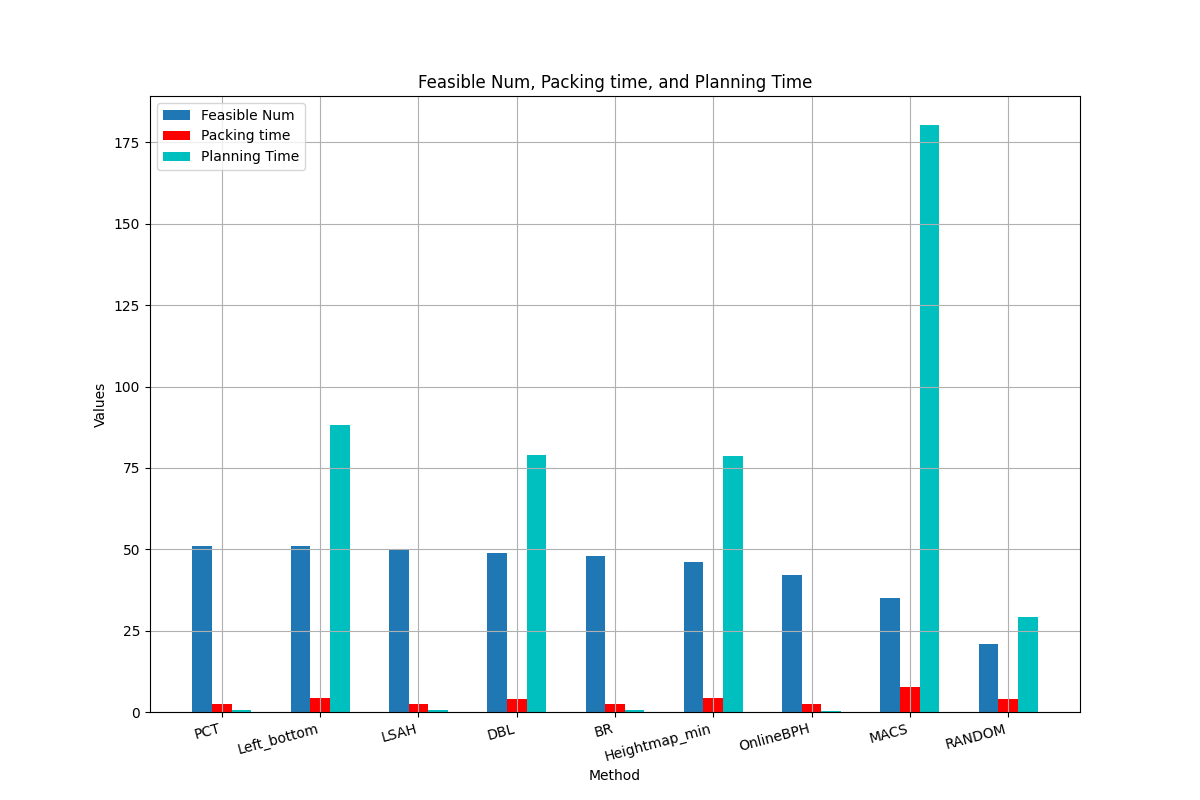 Feasible Num, Packing time, and Planning Time
Feasible Num
Packing time
Planning Time
175
150
125
100
75
50
25
0
Values
PCT
Left_bottom
LSAH
DBL
BR
Heightmap_min
OnlineBPH
MACS
RANDOM
Method